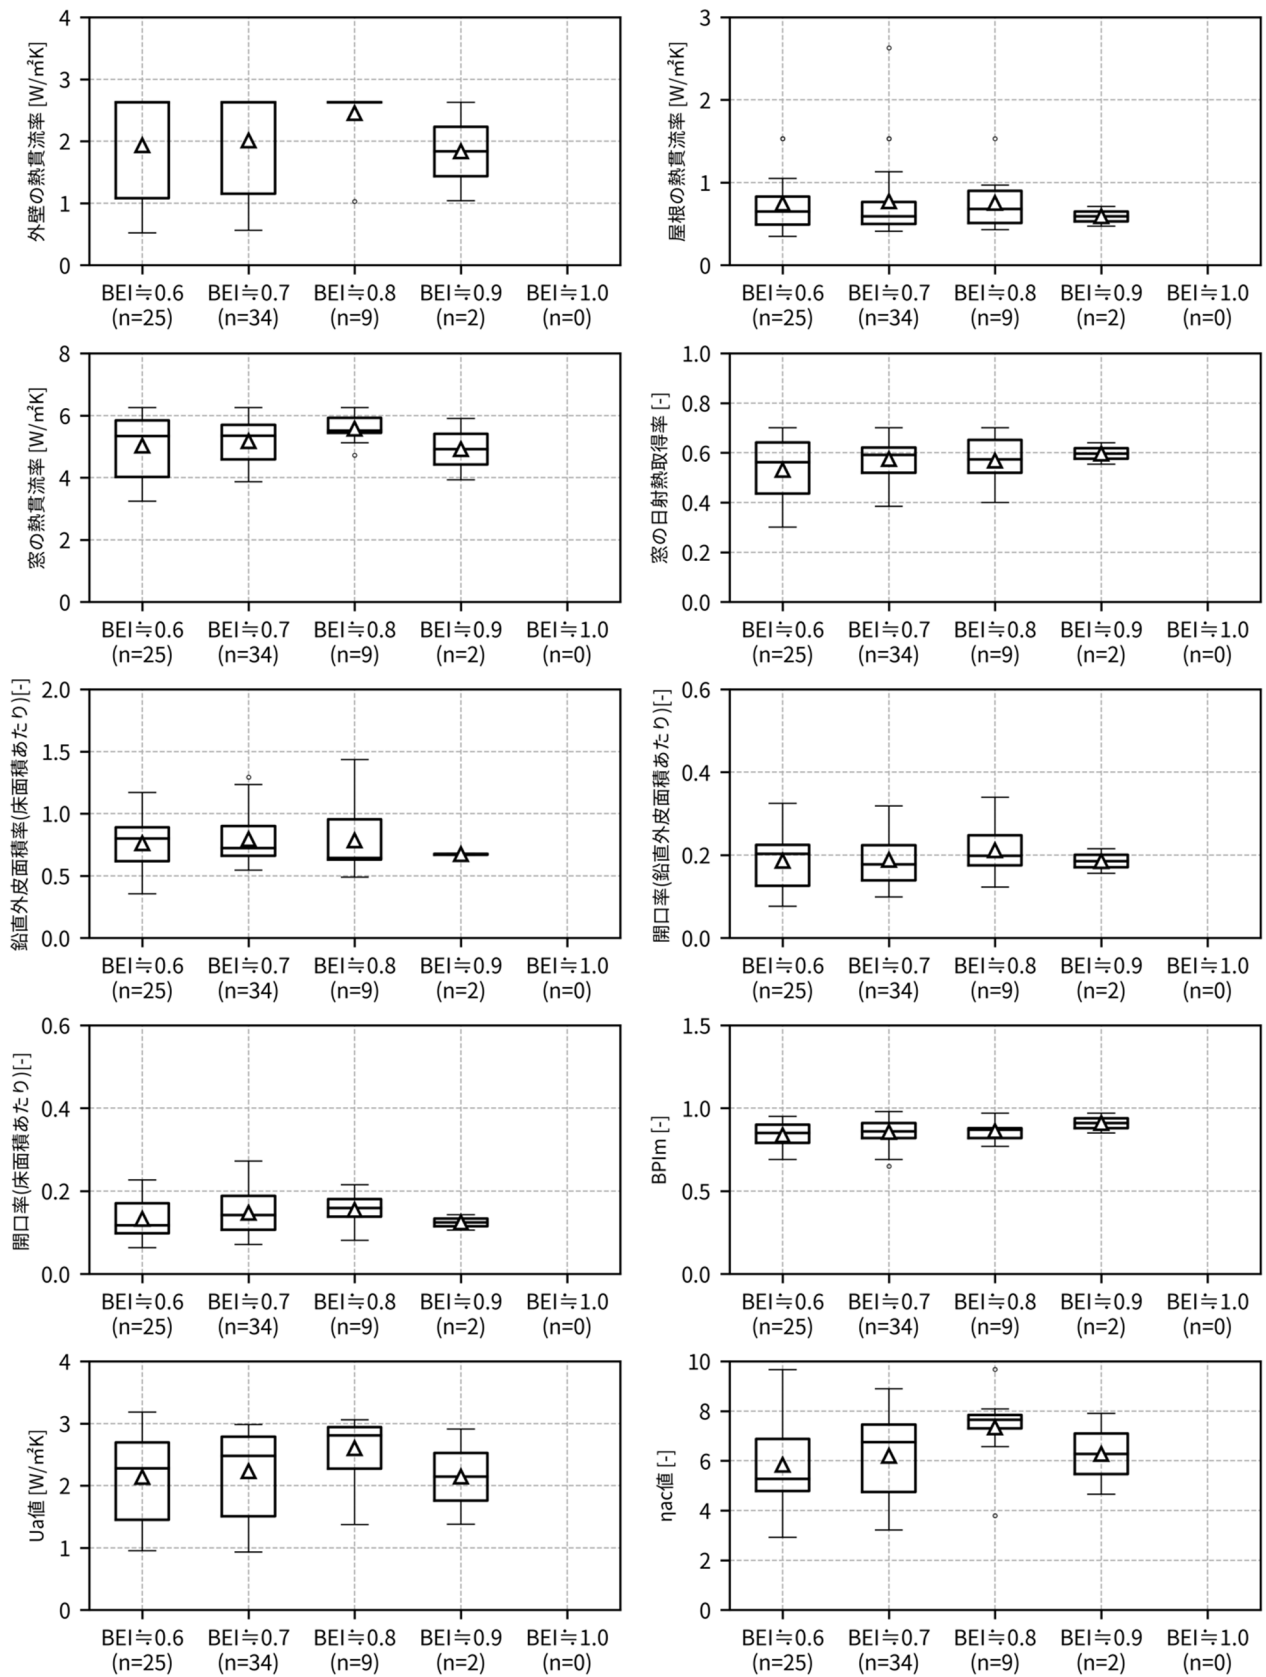 外壁の熱貫流率 [W/㎡K]
4
3
2
1
0
BEI≒0.6 BEI≒0.7 BEI≒0.8 BEI≒0.9 BEI≒1.0
(n=25) (n=34) (n=9) (n=2) (n=0)
屋根の熱貫流率 [W/㎡K]
3
2
1
0
BEI≒0.6 BEI≒0.7 BEI≒0.8 BEI≒0.9 BEI≒1.0
(n=25) (n=34) (n=9) (n=2) (n=0)
窓の熱貫流率 [W/㎡K]
8
6
4
2
0
BEI≒0.6 BEI≒0.7 BEI≒0.8 BEI≒0.9 BEI≒1.0
(n=25) (n=34) (n=9) (n=2) (n=0)
窓の日射熱取得率 [-]
1.0
0.8
0.6
0.4
0.2
0.0
BEI≒0.6 BEI≒0.7 BEI≒0.8 BEI≒0.9 BEI≒1.0
(n=25) (n=34) (n=9) (n=2) (n=0)
鉛直外皮面積率(床面積あたり)[-]
2.0
1.5
1.0
0.5
0.0
BEI≒0.6 BEI≒0.7 BEI≒0.8 BEI≒0.9 BEI≒1.0
(n=25) (n=34) (n=9) (n=2) (n=0)
開口率(鉛直外皮面積あたり)[-]
0.6
0.4
0.2
0.0
BEI≒0.6 BEI≒0.7 BEI≒0.8 BEI≒0.9 BEI≒1.0
(n=25) (n=34) (n=9) (n=2) (n=0)
開口率(床面積あたり)[-]
0.6
0.4
0.2
0.0
BEI≒0.6 BEI≒0.7 BEI≒0.8 BEI≒0.9 BEI≒1.0
(n=25) (n=34) (n=9) (n=2) (n=0)
BPIm [-]
1.5
1.0
0.5
0.0
BEI≒0.6 BEI≒0.7 BEI≒0.8 BEI≒0.9 BEI≒1.0
(n=25) (n=34) (n=9) (n=2) (n=0)
Ua値 [W/㎡K]
4
3
2
1
0
BEI≒0.6 BEI≒0.7 BEI≒0.8 BEI≒0.9 BEI≒1.0
(n=25) (n=34) (n=9) (n=2) (n=0)
ηac値 [-]
10
8
6
4
2
0
BEI≒0.6 BEI≒0.7 BEI≒0.8 BEI≒0.9 BEI≒1.0
(n=25) (n=34) (n=9) (n=2) (n=0)